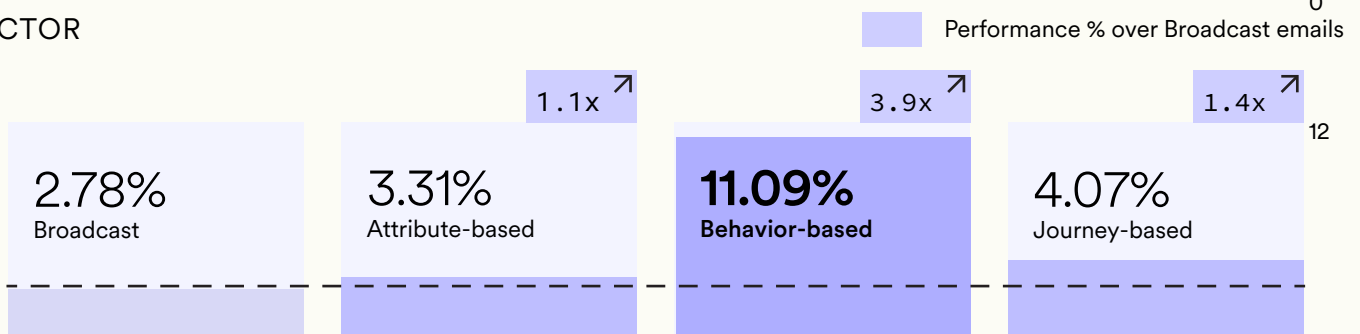 CTOR
Performance % over Broadcast emails
1.1x
3.9x
1.4x
12
2.78%
3.31%
11.09%
4.07%
Broadcast
Attribute-based
Behavior-based
Journey-based